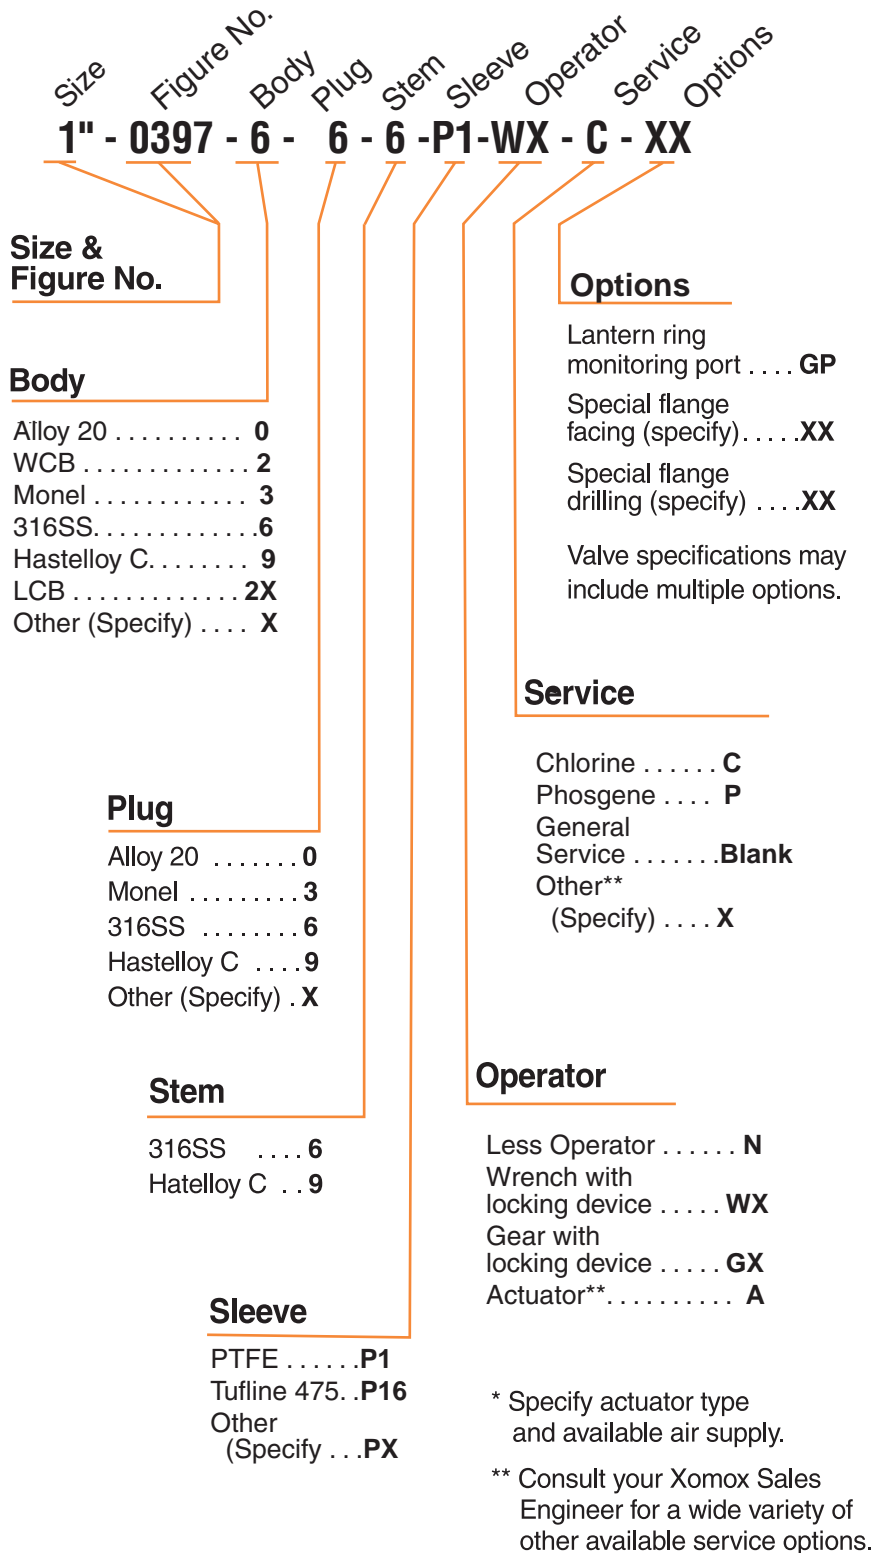 Size Figure No. Body Plug Stem Sleeve Operator Service Options
1" - 0397 - 6 - 6 - 6 -P1-WX - C - XX
Size &
Figure No.
Body
Alloy 20 . . . . . . . . . . 0
WCB . . . . . . . . . . . . . 2
Monel . . . . . . . . . . . . 3
316SS. . . . . . . . . . . . .6
Hastelloy C. . . . . . . . 9
LCB . . . . . . . . . . . . . 2X
Other (Specify) . . . . X
Plug
Alloy 20 . . . . . . . 0
Monel . . . . . . . . . 3
316SS . . . . . . . . 6
Hastelloy C . . . . 9
Other (Specify) . X
Stem
316SS . . . . 6
Hatelloy C . . 9
Sleeve
PTFE . . . . . .P1
Tufline 475. .P16
Other
(Specify . . .PX
Options
Lantern ring
monitoring port . . . . GP
Special flange
facing (specify). . . . .XX
Special flange
drilling (specify) . . . .XX
Valve specifications may
include multiple options.
Service
Chlorine . . . . . . C
Phosgene . . . . P
General
Service . . . . . . .Blank
Other**
(Specify) . . . . X
Operator
Less Operator . . . . . . N
Wrench with
locking device . . . . . WX
Gear with
locking device . . . . . GX
Actuator**. . . . . . . . . . A
* Specify actuator type
and available air supply.
** Consult your Xomox Sales
Engineer for a wide variety of
other available service options.